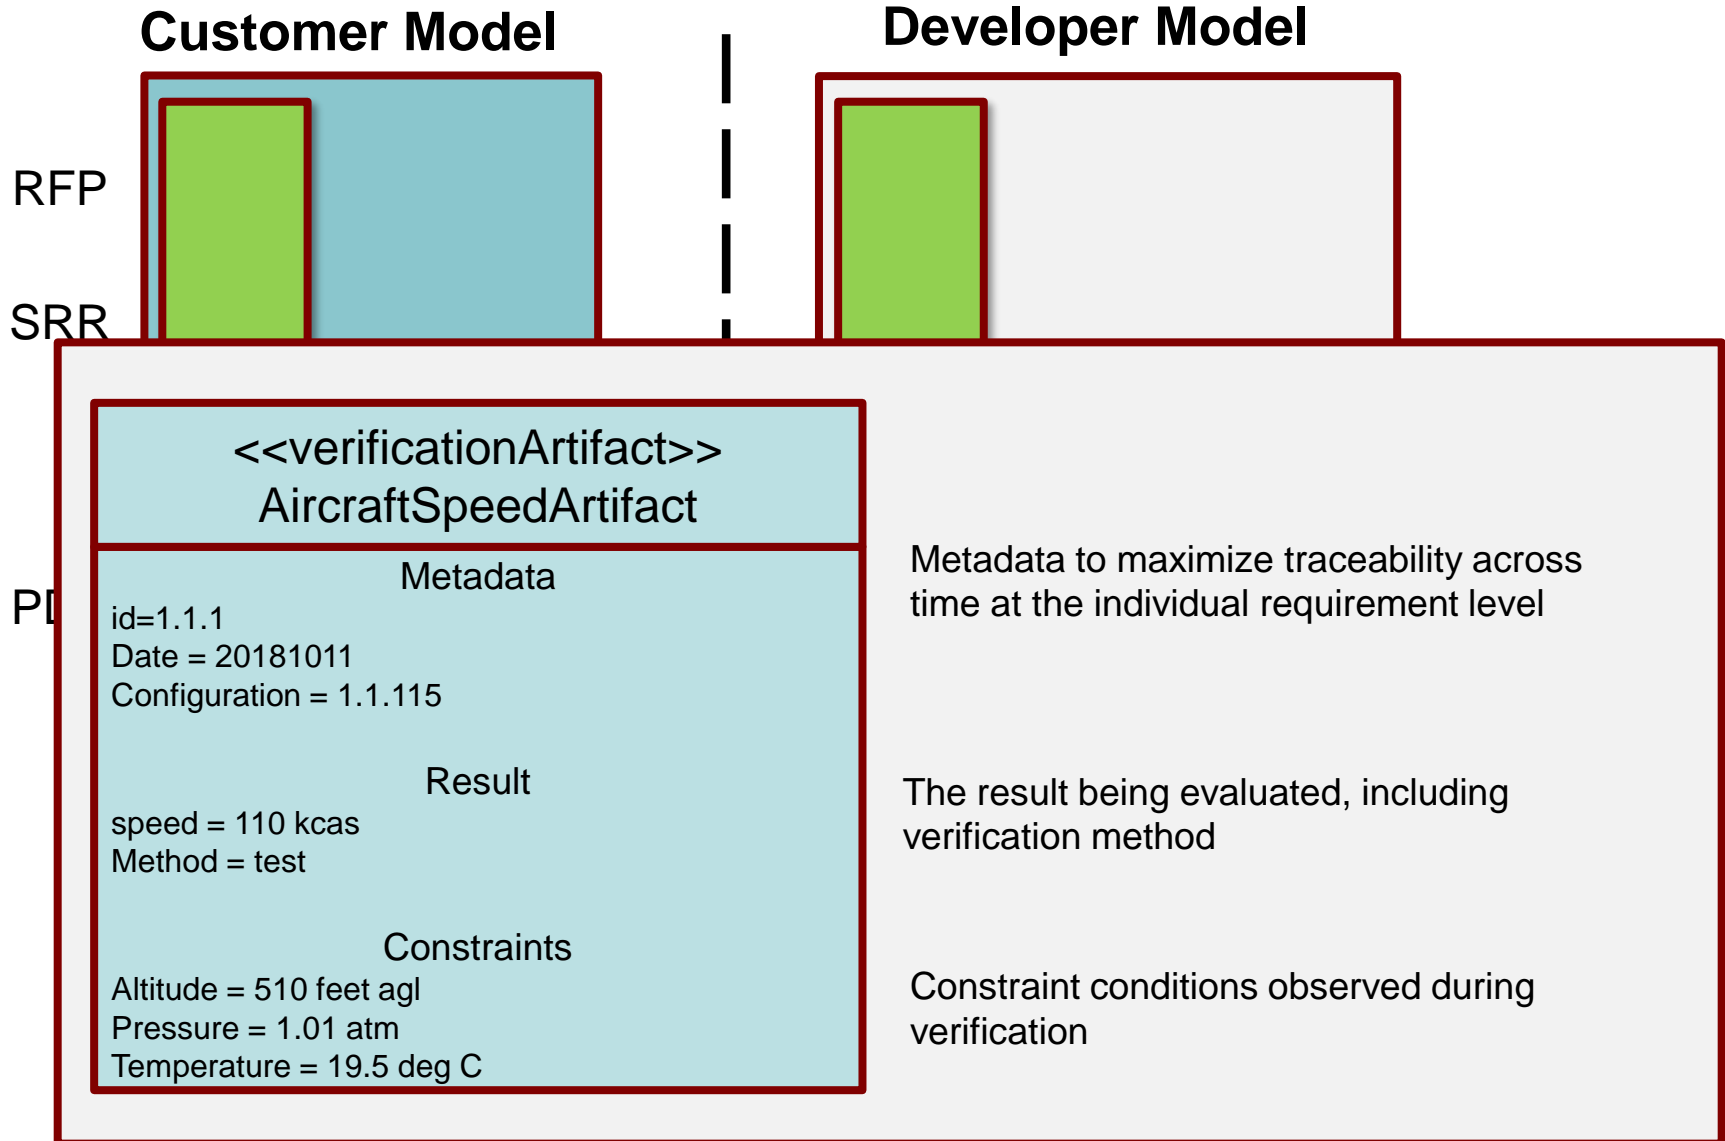 Customer Model
Developer Model
RFP
SRR
<<verificationArtifact>>
AircraftSpeedArtifact
Metadata
id=1.1.1
Date = 20181011
Configuration = 1.1.115
Metadata to maximize traceability across
time at the individual requirement level
Result
speed = 110 kcas
Method = test
The result being evaluated, including
verification method
Constraints
Altitude = 510 feet agl
Pressure = 1.01 atm
Temperature = 19.5 deg C
Constraint conditions observed during
verification